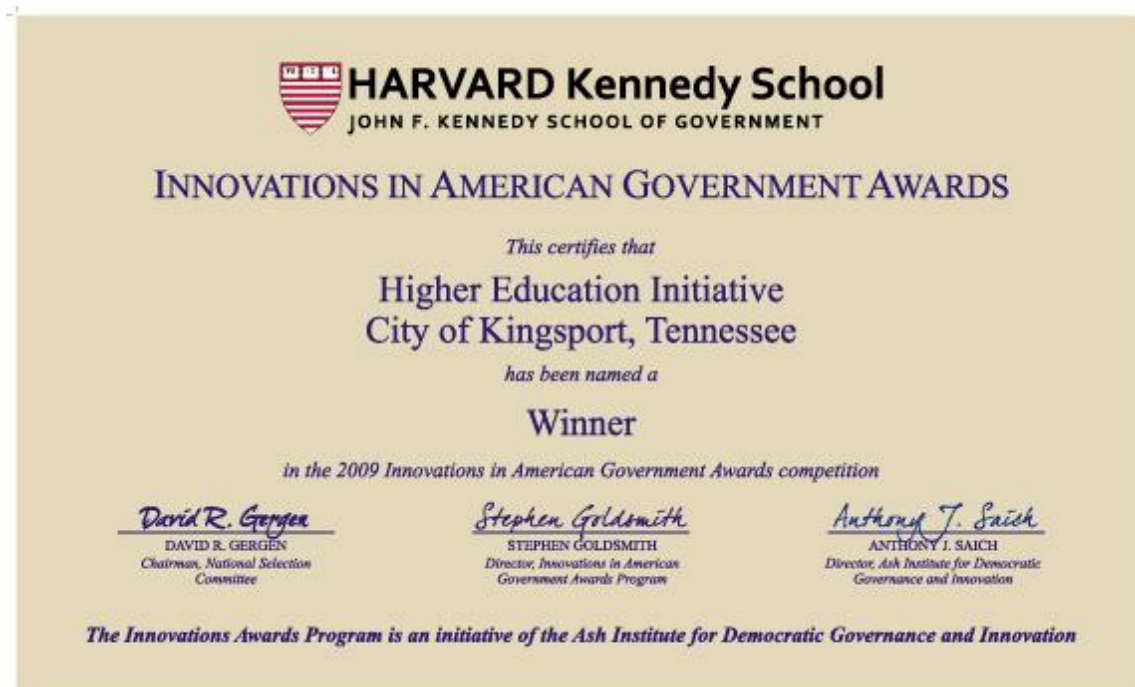 HARVARD Kennedy School
JOHN F. KENNEDY SCHOOL OF GOVERNMENT
INNOVATIONS IN AMERICAN GOVERNMENT AWARDS
This certifies that
Higher Education Initiative
City of Kingsport, Tennessee
has been named a
Winner
in the 2009 Innovations in American Government Awards competition
David R. Gergen
DAVID R. GERGEN
Chairman, National Selection
Committee
Stephen Goldsmith
STEPHEN GOLDSMITH
Director, Innovations in American
Government Awards Program
Anthony J. Saich
ANTHONY J. SAICH
Director, Ash Institute for Democratic
Governance and Innovation
The Innovations Awards Program is an initiative of the Ash Institute for Democratic Governance and Innovation